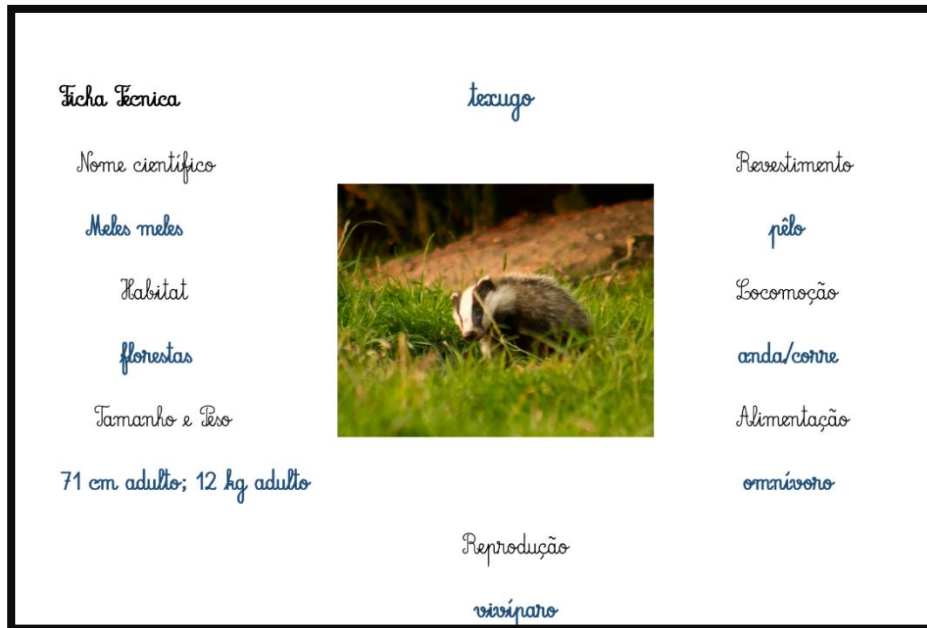 Ficha Técnica
texugo
Nome científico
Meles meles
Habitat
florestas
Tamanho e Peso
71 cm adulto; 12 kg adulto
Revestimento
pêlo
Locomoção
anda/corre
Alimentação
omnívoro
Reprodução
vivíparo